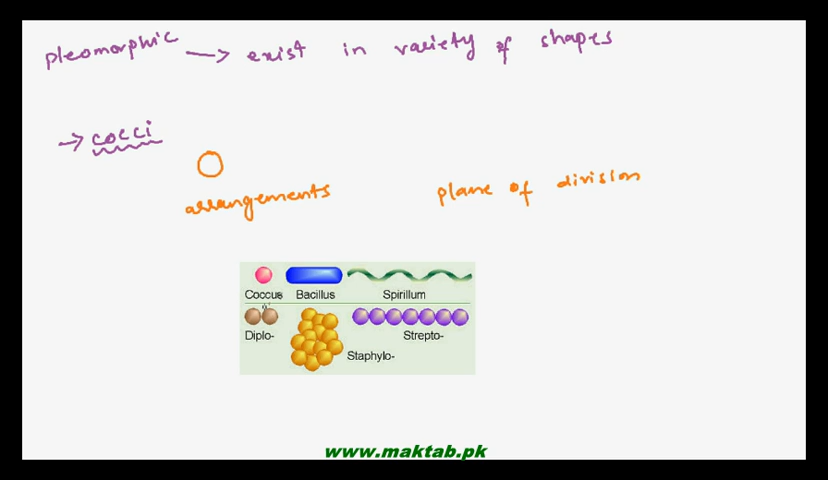 pleomorphic → exist in variety of shapes
→ cocci
arrangements plane of division
Coccus Bacillus Spirillum
Diplo- Strepto-
Staphylo-
www.maktab.pk